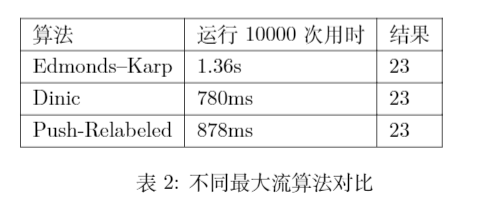 算法 运行 10000 次用时 结果
Edmonds–Karp 1.36s 23
Dinic 780ms 23
Push-Relabeled 878ms 23
表 2: 不同最大流算法对比